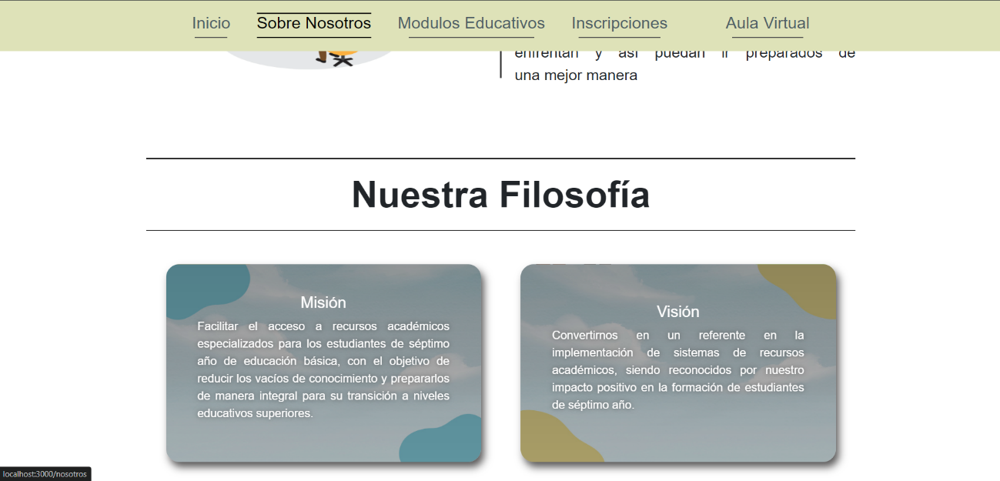 Inicio
Sobre Nosotros
Modulos Educativos
Inscripciones
Aula Virtual
enfrentan y así puedan ir preparados de
una mejor manera
Nuestra Filosofía
Misión
Facilitar el acceso a recursos académicos
especializados para los estudiantes de séptimo
año de educación básica, con el objetivo de
reducir los vacíos de conocimiento y prepararlos
de manera integral para su transición a niveles
educativos superiores.
Visión
Convertirnos en un referente en la
implementación de sistemas de recursos
académicos, siendo reconocidos por nuestro
impacto positivo en la formación de estudiantes
de séptimo año.
localhost:3000/nosotros